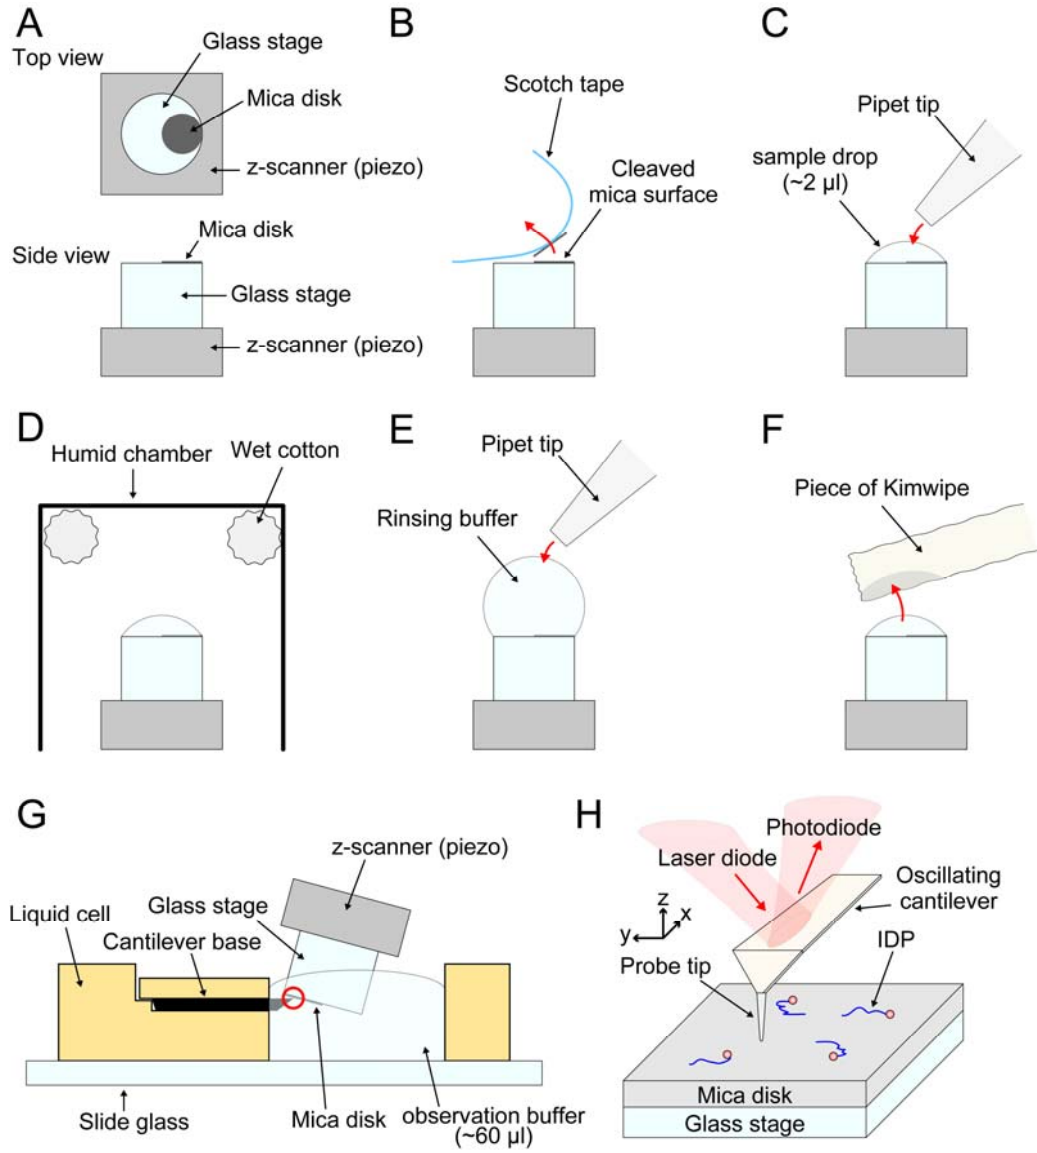 A
Top view
Glass stage
Mica disk
z-scanner (piezo)
Side view
Mica disk
Glass stage
z-scanner (piezo)
B
Scotch tape
Cleaved
mica surface
C
Pipet tip
sample drop
(~2 µl)
D
Humid chamber
Wet cotton
E
Pipet tip
Rinsing buffer
F
Piece of Kimwipe
G
z-scanner (piezo)
Glass stage
Liquid cell
Cantilever base
Slide glass
Mica disk
observation buffer
(~60 µl)
H
Photodiode
Laser diode
Oscillating
cantilever
z
x
y
IDP
Probe tip
Mica disk
Glass stage